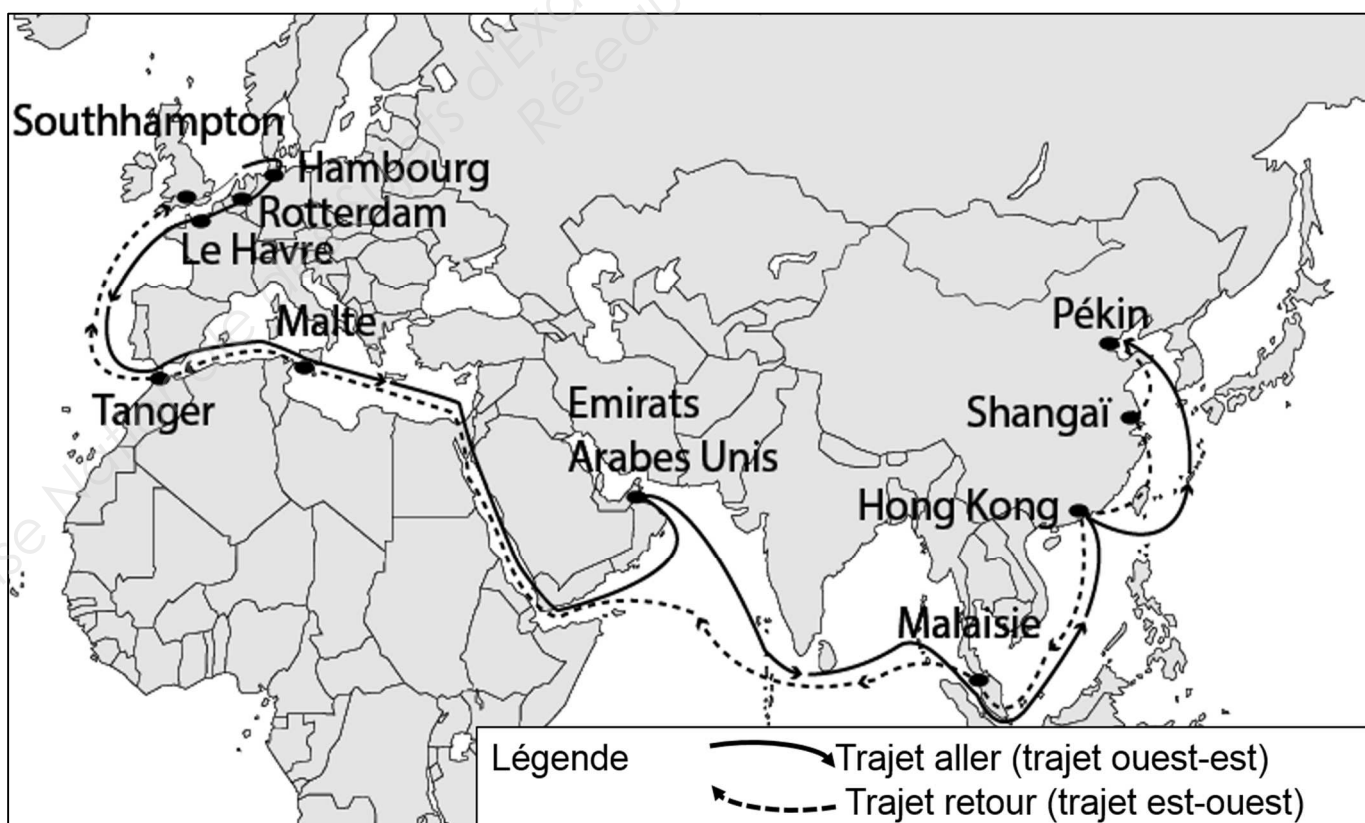 Southhampton
Hambourg
Rotterdam
Le Havre
Malte
Tanger
Emirats
Arabes Unis
Pékin
Shangaï
Hong Kong
Malaisie
Légende
Trajet aller (trajet ouest-est)
Trajet retour (trajet est-ouest)